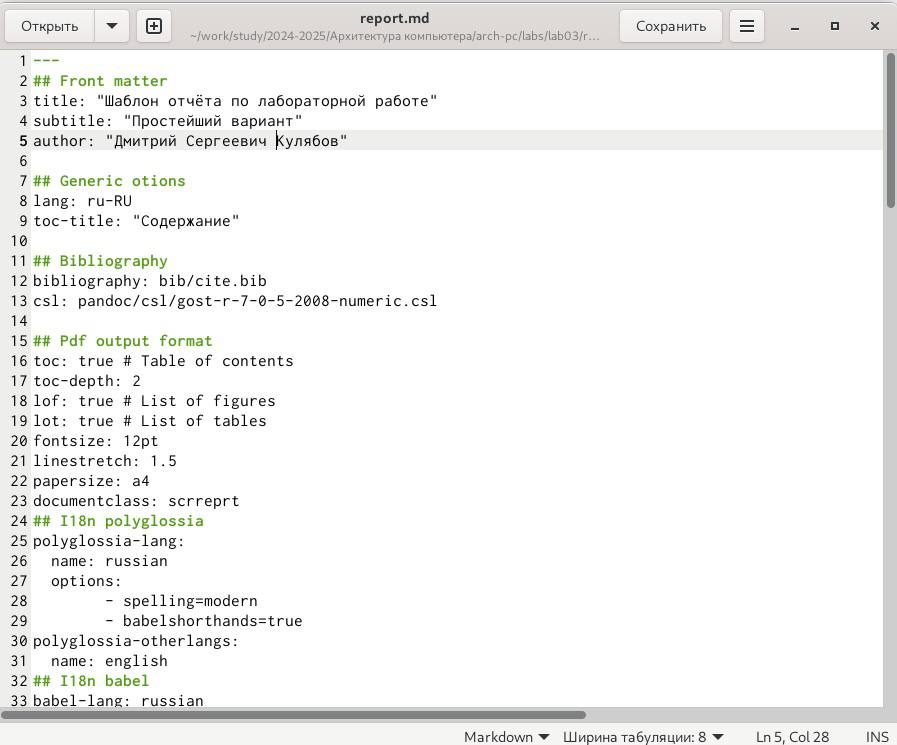 Открыть
report.md
~/work/study/2024-2025/Архитектура компьютера/arch-pc/labs/lab03/r...
Сохранить
1 ---
2 ## Front matter
3 title: "Шаблон отчёта по лабораторной работе"
4 subtitle: "Простейший вариант"
5 author: "Дмитрий Сергеевич Кулябов"
6
7 ## Generic otions
8 lang: ru-RU
9 toc-title: "Содержание"
10
11 ## Bibliography
12 bibliography: bib/cite.bib
13 csl: pandoc/csl/gost-r-7-0-5-2008-numeric.csl
14
15 ## Pdf output format
16 toc: true # Table of contents
17 toc-depth: 2
18 lof: true # List of figures
19 lot: true # List of tables
20 fontsize: 12pt
21 linestretch: 1.5
22 papersize: a4
23 documentclass: scrreprt
24 ## I18n polyglossia
25 polyglossia-lang:
26   name: russian
27   options:
28         - spelling=modern
29         - babelshorthands=true
30 polyglossia-otherlangs:
31   name: english
32 ## I18n babel
33 babel-lang: russian
Markdown Ширина табуляции: 8 Ln 5, Col 28 INS